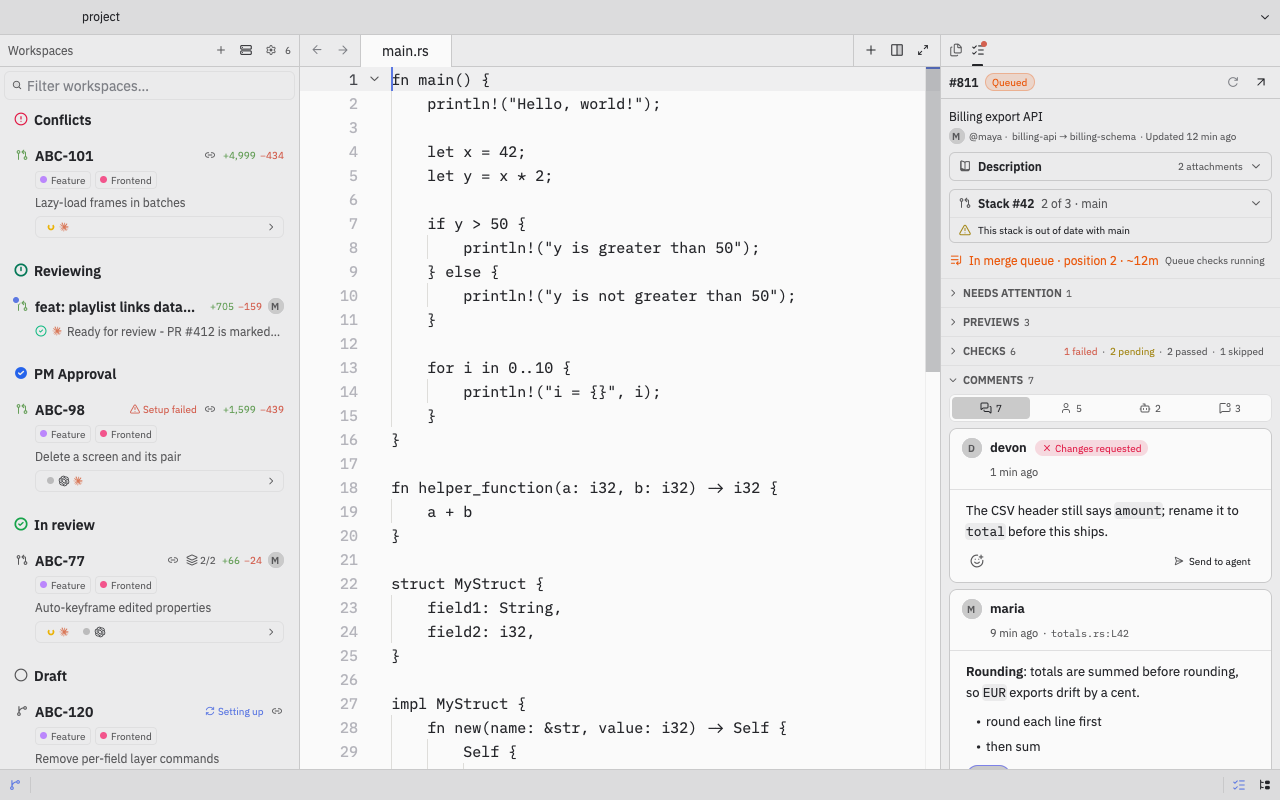 project
Workspaces
6
main.rs
Filter workspaces...
Conflicts
ABC-101
+4,999 −434
Feature
Frontend
Lazy-load frames in batches
Reviewing
feat: playlist links data...
+705 −159
M
Ready for review - PR #412 is marked...
PM Approval
ABC-98
Setup failed
+1,599 −439
Feature
Frontend
Delete a screen and its pair
In review
ABC-77
2/2
+66 −24
M
Feature
Frontend
Auto-keyframe edited properties
Draft
ABC-120
Setting up
Feature
Frontend
Remove per-field layer commands
1 fn main() {
2 println!("Hello, world!");
3
4 let x = 42;
5 let y = x * 2;
6
7 if y > 50 {
8 println!("y is greater than 50");
9 } else {
10 println!("y is not greater than 50");
11 }
12
13 for i in 0..10 {
14 println!("i = {}", i);
15 }
16 }
17
18 fn helper_function(a: i32, b: i32) -> i32 {
19 a + b
20 }
21
22 struct MyStruct {
23 field1: String,
24 field2: i32,
25 }
26
27 impl MyStruct {
28 fn new(name: &str, value: i32) -> Self {
29 Self {
#811
Queued
Billing export API
M @maya · billing-api → billing-schema · Updated 12 min ago
Description
2 attachments
Stack #42 2 of 3 · main
This stack is out of date with main
In merge queue · position 2 · ~12m
Queue checks running
NEEDS ATTENTION 1
PREVIEWS 3
CHECKS 6
1 failed · 2 pending · 2 passed · 1 skipped
COMMENTS 7
7
5
2
3
D devon
Changes requested
1 min ago
The CSV header still says amount; rename it to
total before this ships.
Send to agent
M maria
9 min ago · totals.rs:L42
Rounding: totals are summed before rounding,
so EUR exports drift by a cent.
• round each line first
• then sum